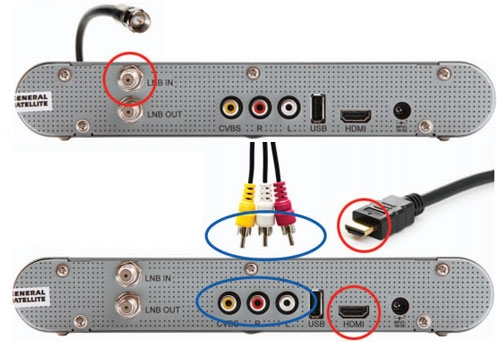 LNB IN
GENERAL
SATELLITE
LNB OUT
CVBS R L USB HDMI
LNB IN
GENERAL
SATELLITE
LNB OUT
CVBS R L USB HDMI